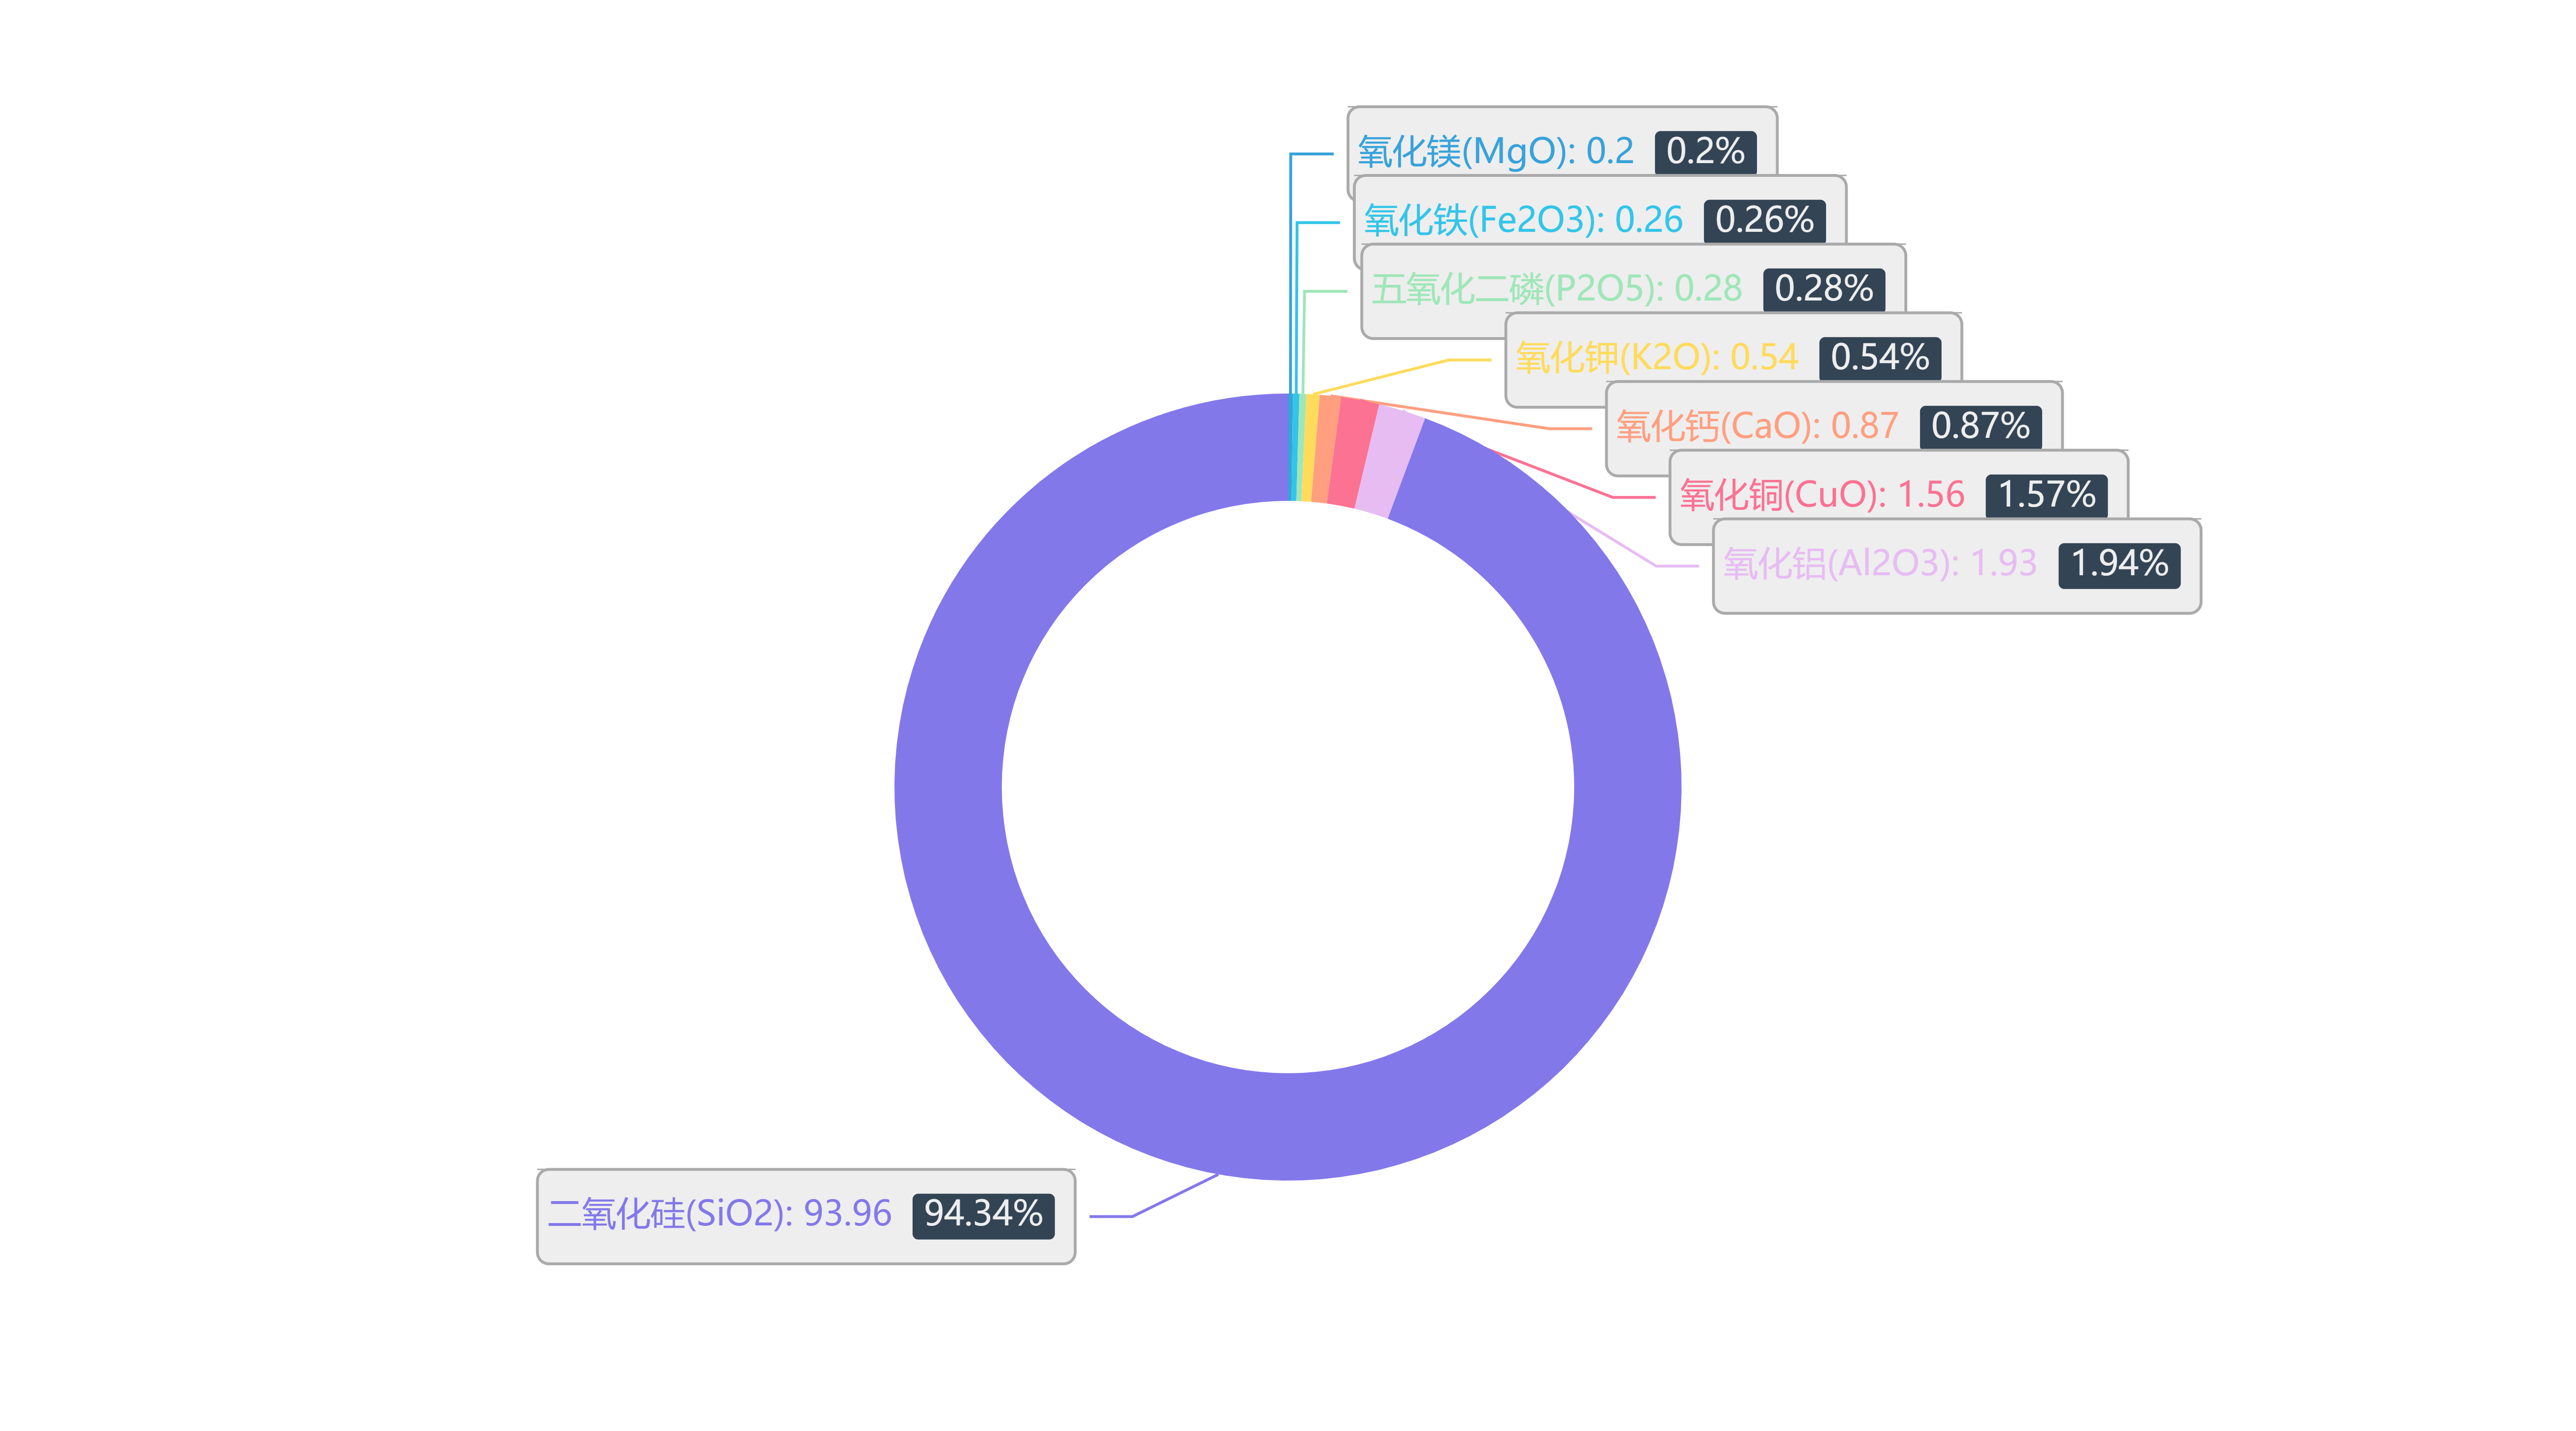 氧化镁(MgO): 0.2 0.2%
氧化铁(Fe2O3): 0.26 0.26%
五氧化二磷(P2O5): 0.28 0.28%
氧化钾(K2O): 0.54 0.54%
氧化钙(CaO): 0.87 0.87%
氧化铜(CuO): 1.56 1.57%
氧化铝(Al2O3): 1.93 1.94%
二氧化硅(SiO2): 93.96 94.34%